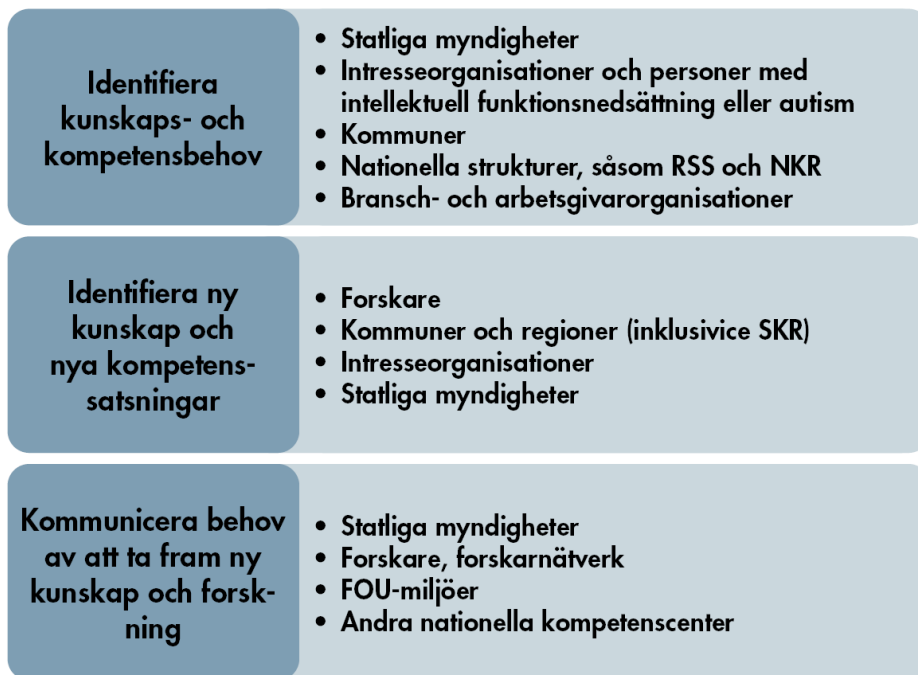 Identifiera
kunskaps- och
kompetensbehov
• Statliga myndigheter
• Intresseorganisationer och personer med
intellektuell funktionsnedsättning eller autism
• Kommuner
• Nationella strukturer, såsom RSS och NKR
• Bransch- och arbetsgivarorganisationer
Identifiera ny
kunskap och
nya kompetens-
satsningar
• Forskare
• Kommuner och regioner (inklusivice SKR)
• Intresseorganisationer
• Statliga myndigheter
Kommunicera behov
av att ta fram ny
kunskap och forsk-
ning
• Statliga myndigheter
• Forskare, forskarnätverk
• FOU-miljöer
• Andra nationella kompetenscenter